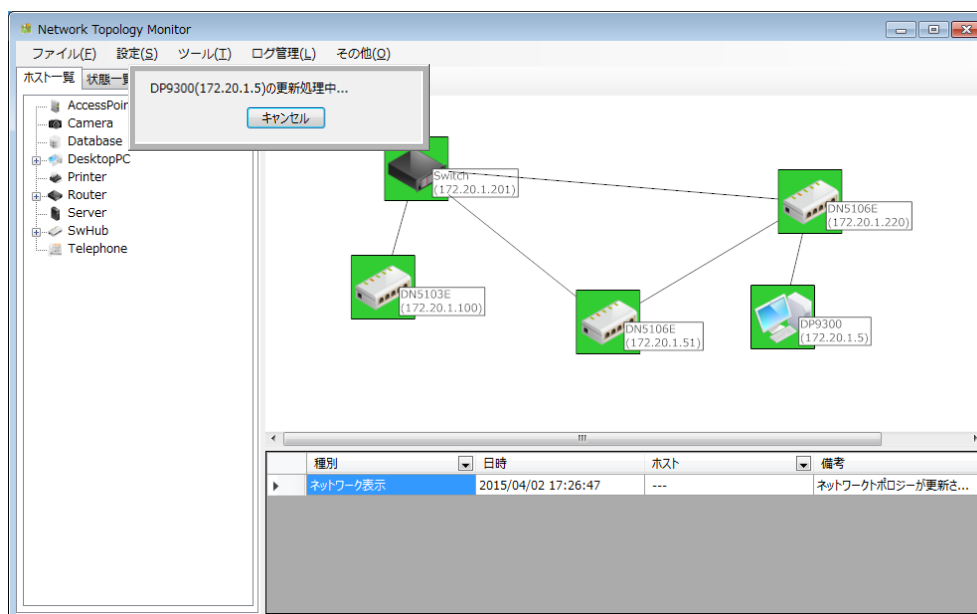 Network Topology Monitor
ファイル(F) 設定(S) ツール(T) ログ管理(L) その他(O)
ホスト一覧 状態一覧
DP9300(172.20.1.5)の更新処理中...
キャンセル
AccessPoin
Camera
Database
DesktopPC
Printer
Router
Server
SwHub
Telephone
Switch
(172.20.1.201)
DN5106E
(172.20.1.220)
DN5103E
(172.20.1.100)
DN5106E
(172.20.1.51)
DP9300
(172.20.1.5)
種別 日時 ホスト 備考
ネットワーク表示 2015/04/02 17:26:47 --- ネットワークトポロジーが更新さ...